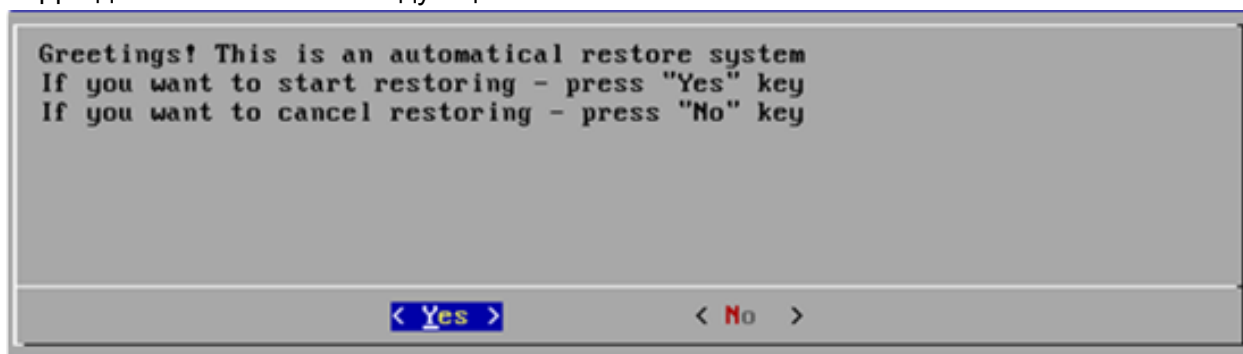 Greetings! This is an automatical restore system
If you want to start restoring - press "Yes" key
If you want to cancel restoring - press "No" key
< Yes > < No >